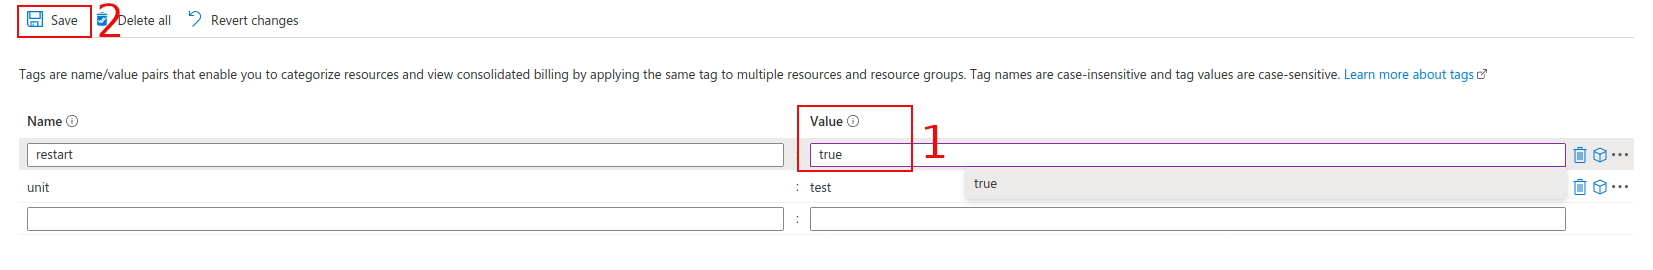 Save 2 Delete all Revert changes
Tags are name/value pairs that enable you to categorize resources and view consolidated billing by applying the same tag to multiple resources and resource groups. Tag names are case-insensitive and tag values are case-sensitive. Learn more about tags
Name Value
1
restart : true
unit : test
true
: